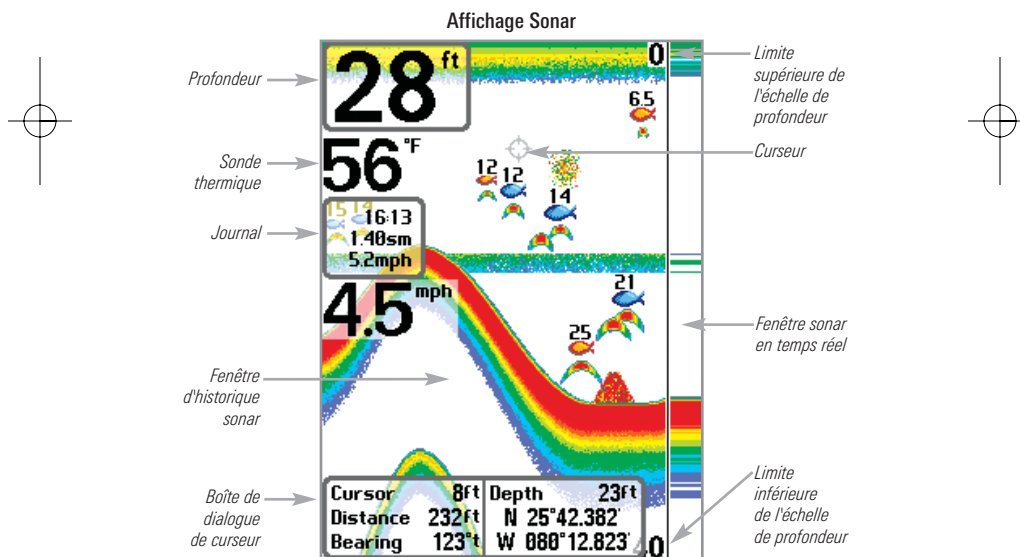 Affichage Sonar
28 ft
0
Profondeur
Limite
supérieure de
l'échelle de
profondeur
6.5
56 °F
Curseur
Sonde
thermique
12 12
14
15 14
16:13
1.40sm
5.2mph
Journal
4.5 mph
21
25
Fenêtre sonar
en temps réel
Fenêtre
d'historique
sonar
Boîte de
dialogue
de curseur
Cursor 8ft
Distance 232ft
Bearing 123°t
Depth 23ft
N 25°42.382'
W 080°12.823'
40
Limite
inférieure
de l'échelle
de profondeur